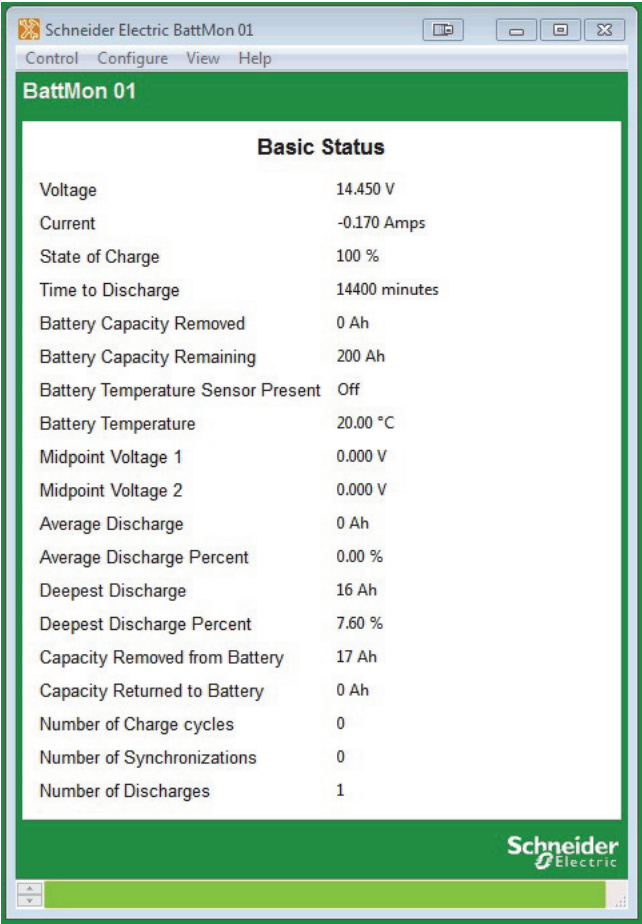 Schneider Electric BattMon 01
Control Configure View Help
BattMon 01
Basic Status
Voltage 14.450 V
Current -0.170 Amps
State of Charge 100 %
Time to Discharge 14400 minutes
Battery Capacity Removed 0 Ah
Battery Capacity Remaining 200 Ah
Battery Temperature Sensor Present Off
Battery Temperature 20.00 °C
Midpoint Voltage 1 0.000 V
Midpoint Voltage 2 0.000 V
Average Discharge 0 Ah
Average Discharge Percent 0.00 %
Deepest Discharge 16 Ah
Deepest Discharge Percent 7.60 %
Capacity Removed from Battery 17 Ah
Capacity Returned to Battery 0 Ah
Number of Charge cycles 0
Number of Synchronizations 0
Number of Discharges 1
Schneider
Electric